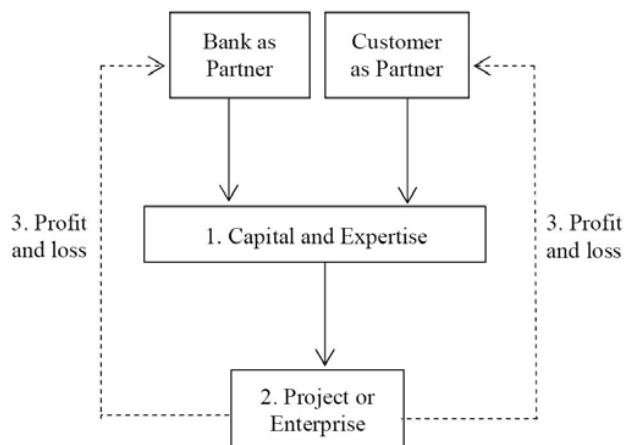 Bank as
Partner
Customer
as Partner
3. Profit
and loss
1. Capital and Expertise
3. Profit
and loss
2. Project or
Enterprise